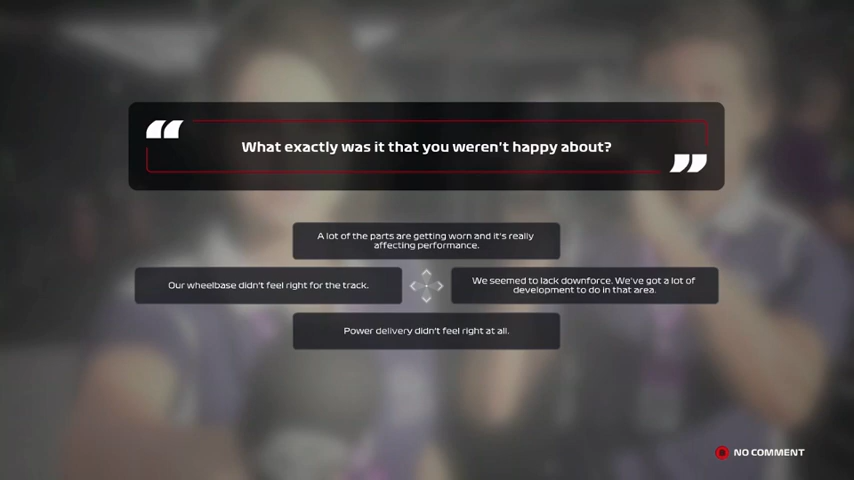 What exactly was it that you weren't happy about?
A lot of the parts are getting worn and it's really
affecting performance.
Our wheelbase didn't feel right for the track.
We seemed to lack downforce. We've got a lot of
development to do in that area.
Power delivery didn't feel right at all.
B NO COMMENT